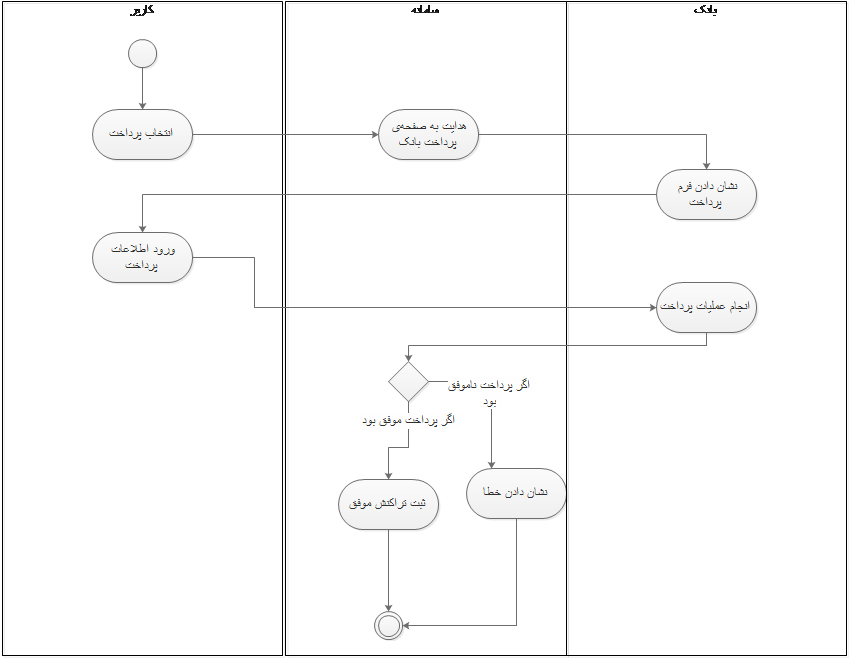 کاربر
سامانه
بانک
انتخاب پرداخت
هدایت به صفحه‌ی
پرداخت بانک
نشان دادن فرم
پرداخت
ورود اطلاعات
پرداخت
انجام عملیات پرداخت
اگر پرداخت ناموفق
بود
اگر پرداخت موفق بود
ثبت تراکنش موفق
نشان دادن خطا